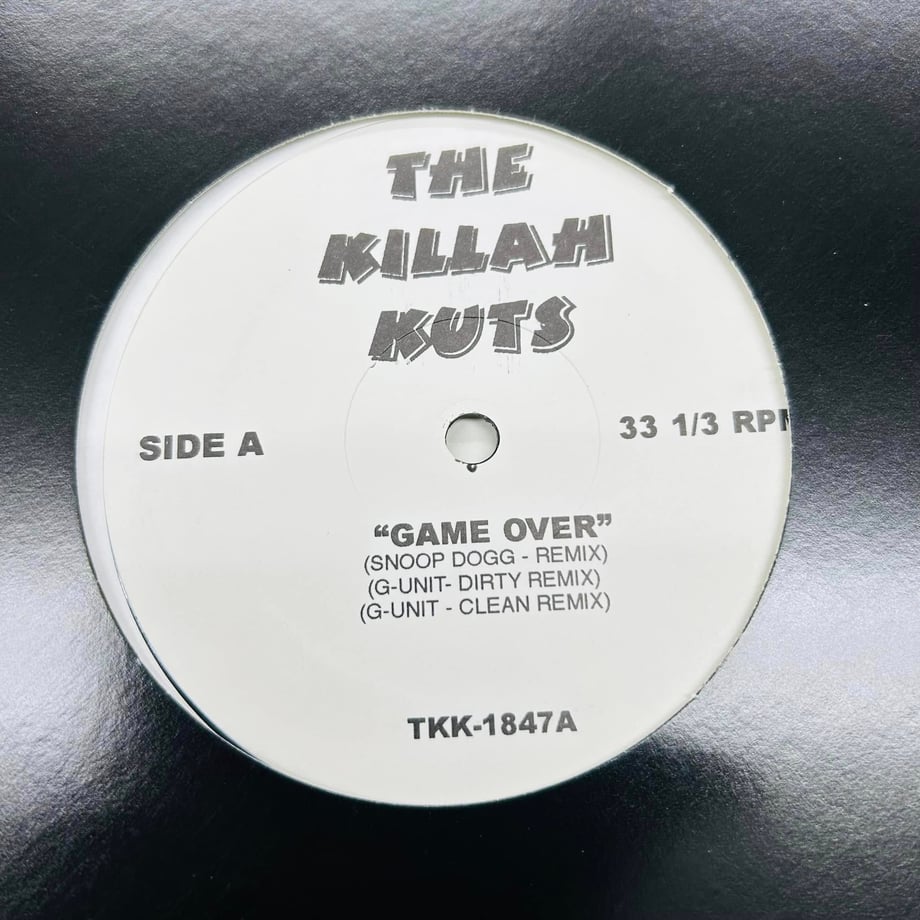 THE
KILLAH
KUTS
SIDE A
33 1/3 RPM
“GAME OVER”
(SNOOP DOGG - REMIX)
(G-UNIT- DIRTY REMIX)
(G-UNIT - CLEAN REMIX)
TKK-1847A